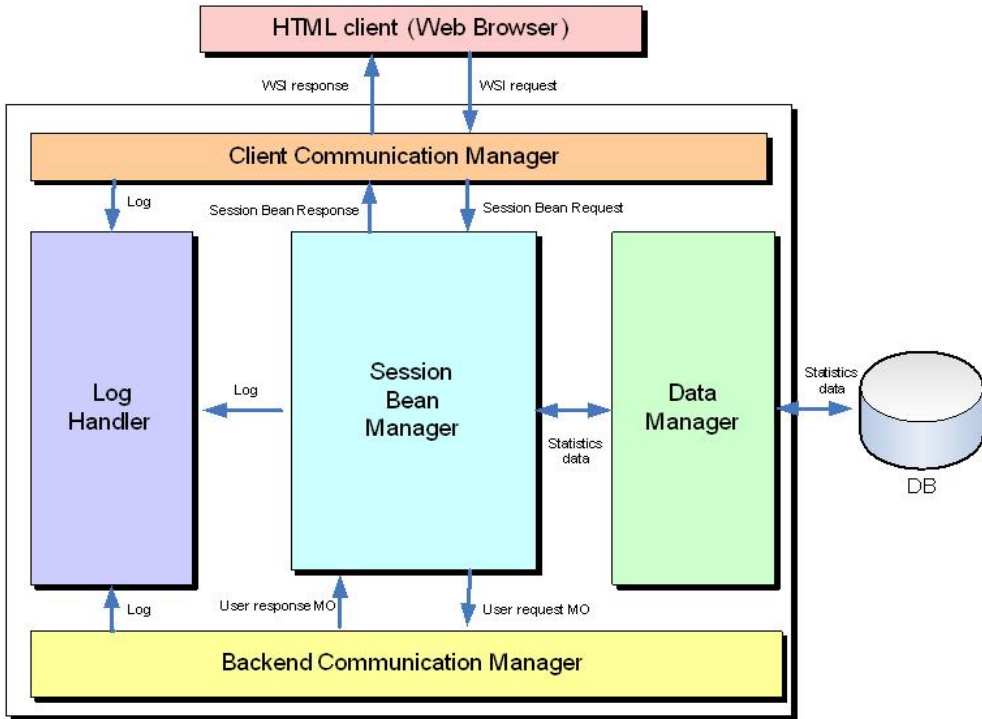 HTML client (Web Browser)
WSI response
WSI request
Client Communication Manager
Log
Session Bean Response
Session Bean Request
Log
Handler
Log
Session
Bean
Manager
Statistics
data
Data
Manager
Statistics
data
DB
Log
User response MO
User request MO
Backend Communication Manager